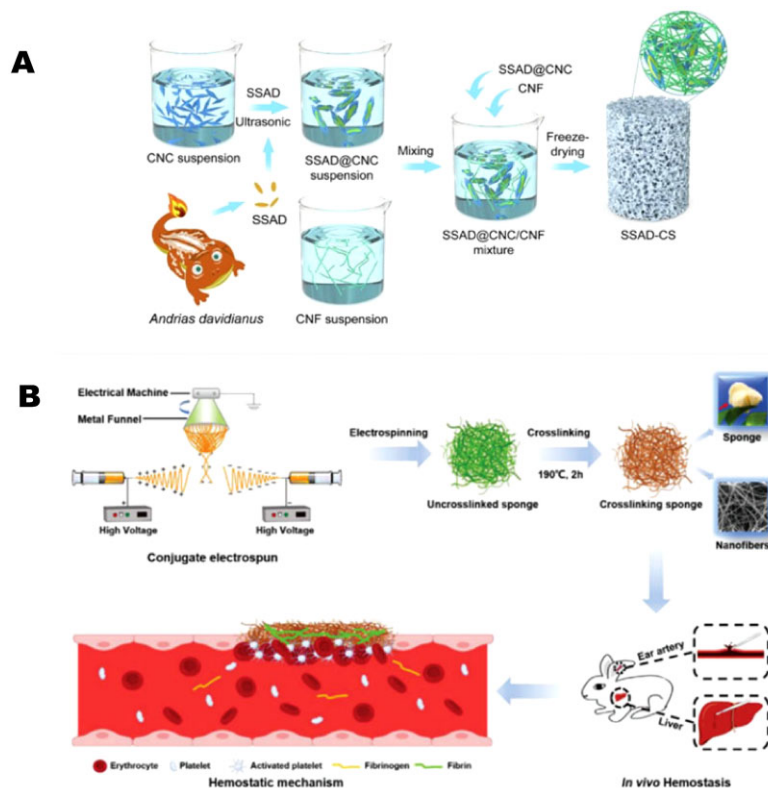 A
SSAD
Ultrasonic
CNC suspension
SSAD@CNC
suspension
SSAD@CNC
CNF
Mixing
Freeze-
drying
SSAD
Andrias davidianus
CNF suspension
SSAD@CNC/CNF
mixture
SSAD-CS
B
Electrical Machine
Metal Funnel
High Voltage
High Voltage
Conjugate electrospun
Electrospinning
Uncrosslinked sponge
Crosslinking
190℃, 2h
Crosslinking sponge
Sponge
Nanofibers
Ear artery
Liver
In vivo Hemostasis
Erythrocyte
Platelet
Activated platelet
Fibrinogen
Fibrin
Hemostatic mechanism